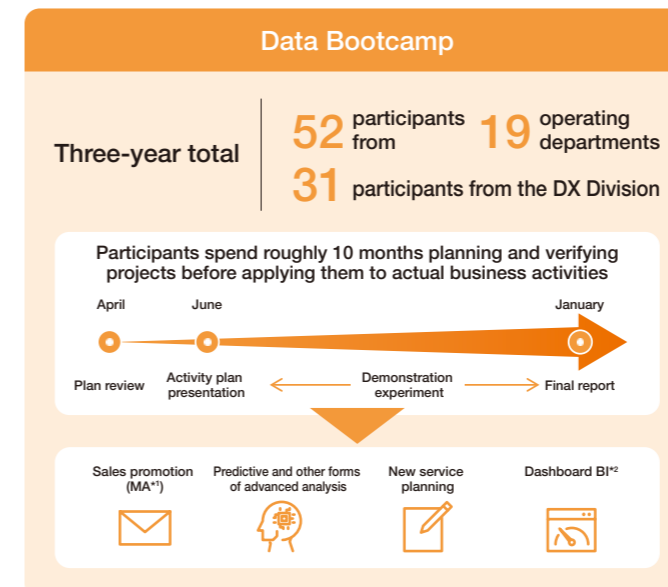 Data Bootcamp
Three-year total
52 participants from 19 operating departments
31 participants from the DX Division
Participants spend roughly 10 months planning and verifying
projects before applying them to actual business activities
April June January
Plan review
Activity plan
presentation
Demonstration
experiment
Final report
Sales promotion
(MA*1)
Predictive and other forms
of advanced analysis
New service
planning
Dashboard BI*2